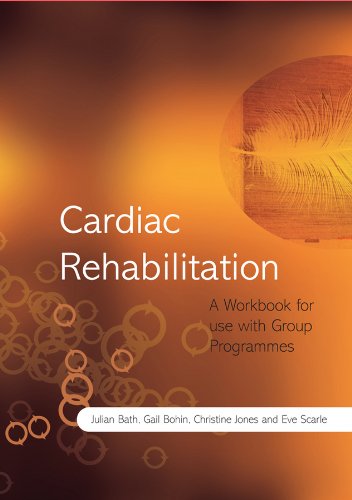 Cardiac
Rehabilitation
A Workbook for
use with Group
Programmes
Julian Bath, Gail Bohin, Christine Jones and Eve Scarle